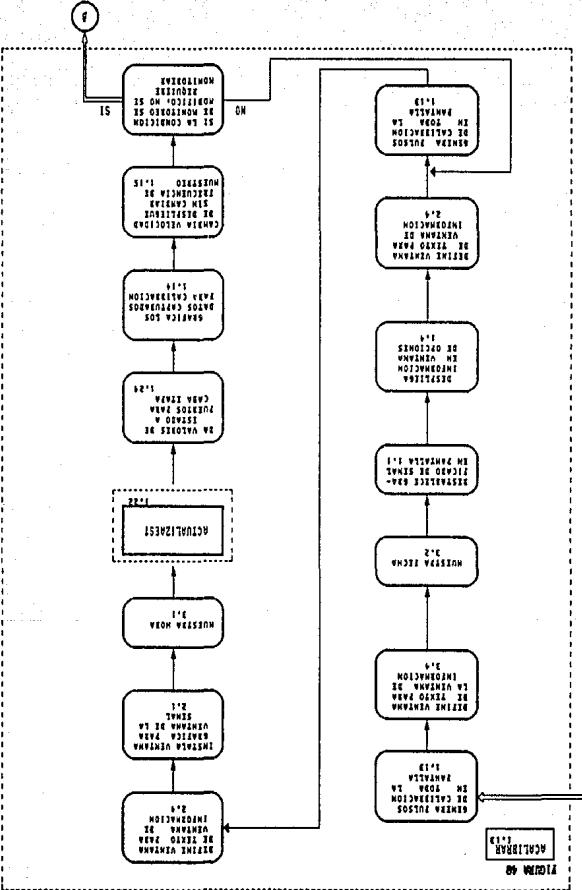 FIGURA 40
ACALIBRAR
1.13
GENERA PULSOS
DE CALIBRACION
EN TODA LA
PANTALLA
1.13
DEFINE VENTANA
DE TEXTO PARA
LA VENTANA DE
INFORMACION
3.4
MUESTRA FECHA
3.2
RESTABLECE GRA-
FICADO DE SENAL
EN PANTALLA 1.1
DESPLIEGA
INFORMACION
EN VENTANA
DE OPCIONES
1.4
DEFINE VENTANA
DE TEXTO PARA
VENTANA DE
INFORMACION
2.4
GENERA PULSOS
DE CALIBRACION
EN TODA LA
PANTALLA
1.13
DEFINE VENTANA
DE TEXTO PARA
VENTANA DE
INFORMACION
2.4
INSTALA VENTANA
GRAFICA PARA
VENTANA DE LA
SENAL
2.1
MUESTRA HORA
3.1
ACTUALIZAEST
1.22
DA VALORES DE
ESTADO A
PUERTOS PARA
CADA ETAPA
1.24
GRAFICA LOS
DATOS CAPTURADOS
PARA CALIBRACION
1.14
CAMBIA VELOCIDAD
DE DESPLIEGUE
SIN CAMBIAR
FRECUENCIA DE
MUESTREO 1.15
SI LA CONDICION
DE MONITOREO SE
MODIFICO, NO SE
REQUIERE
MONITOREAR
NO
SI